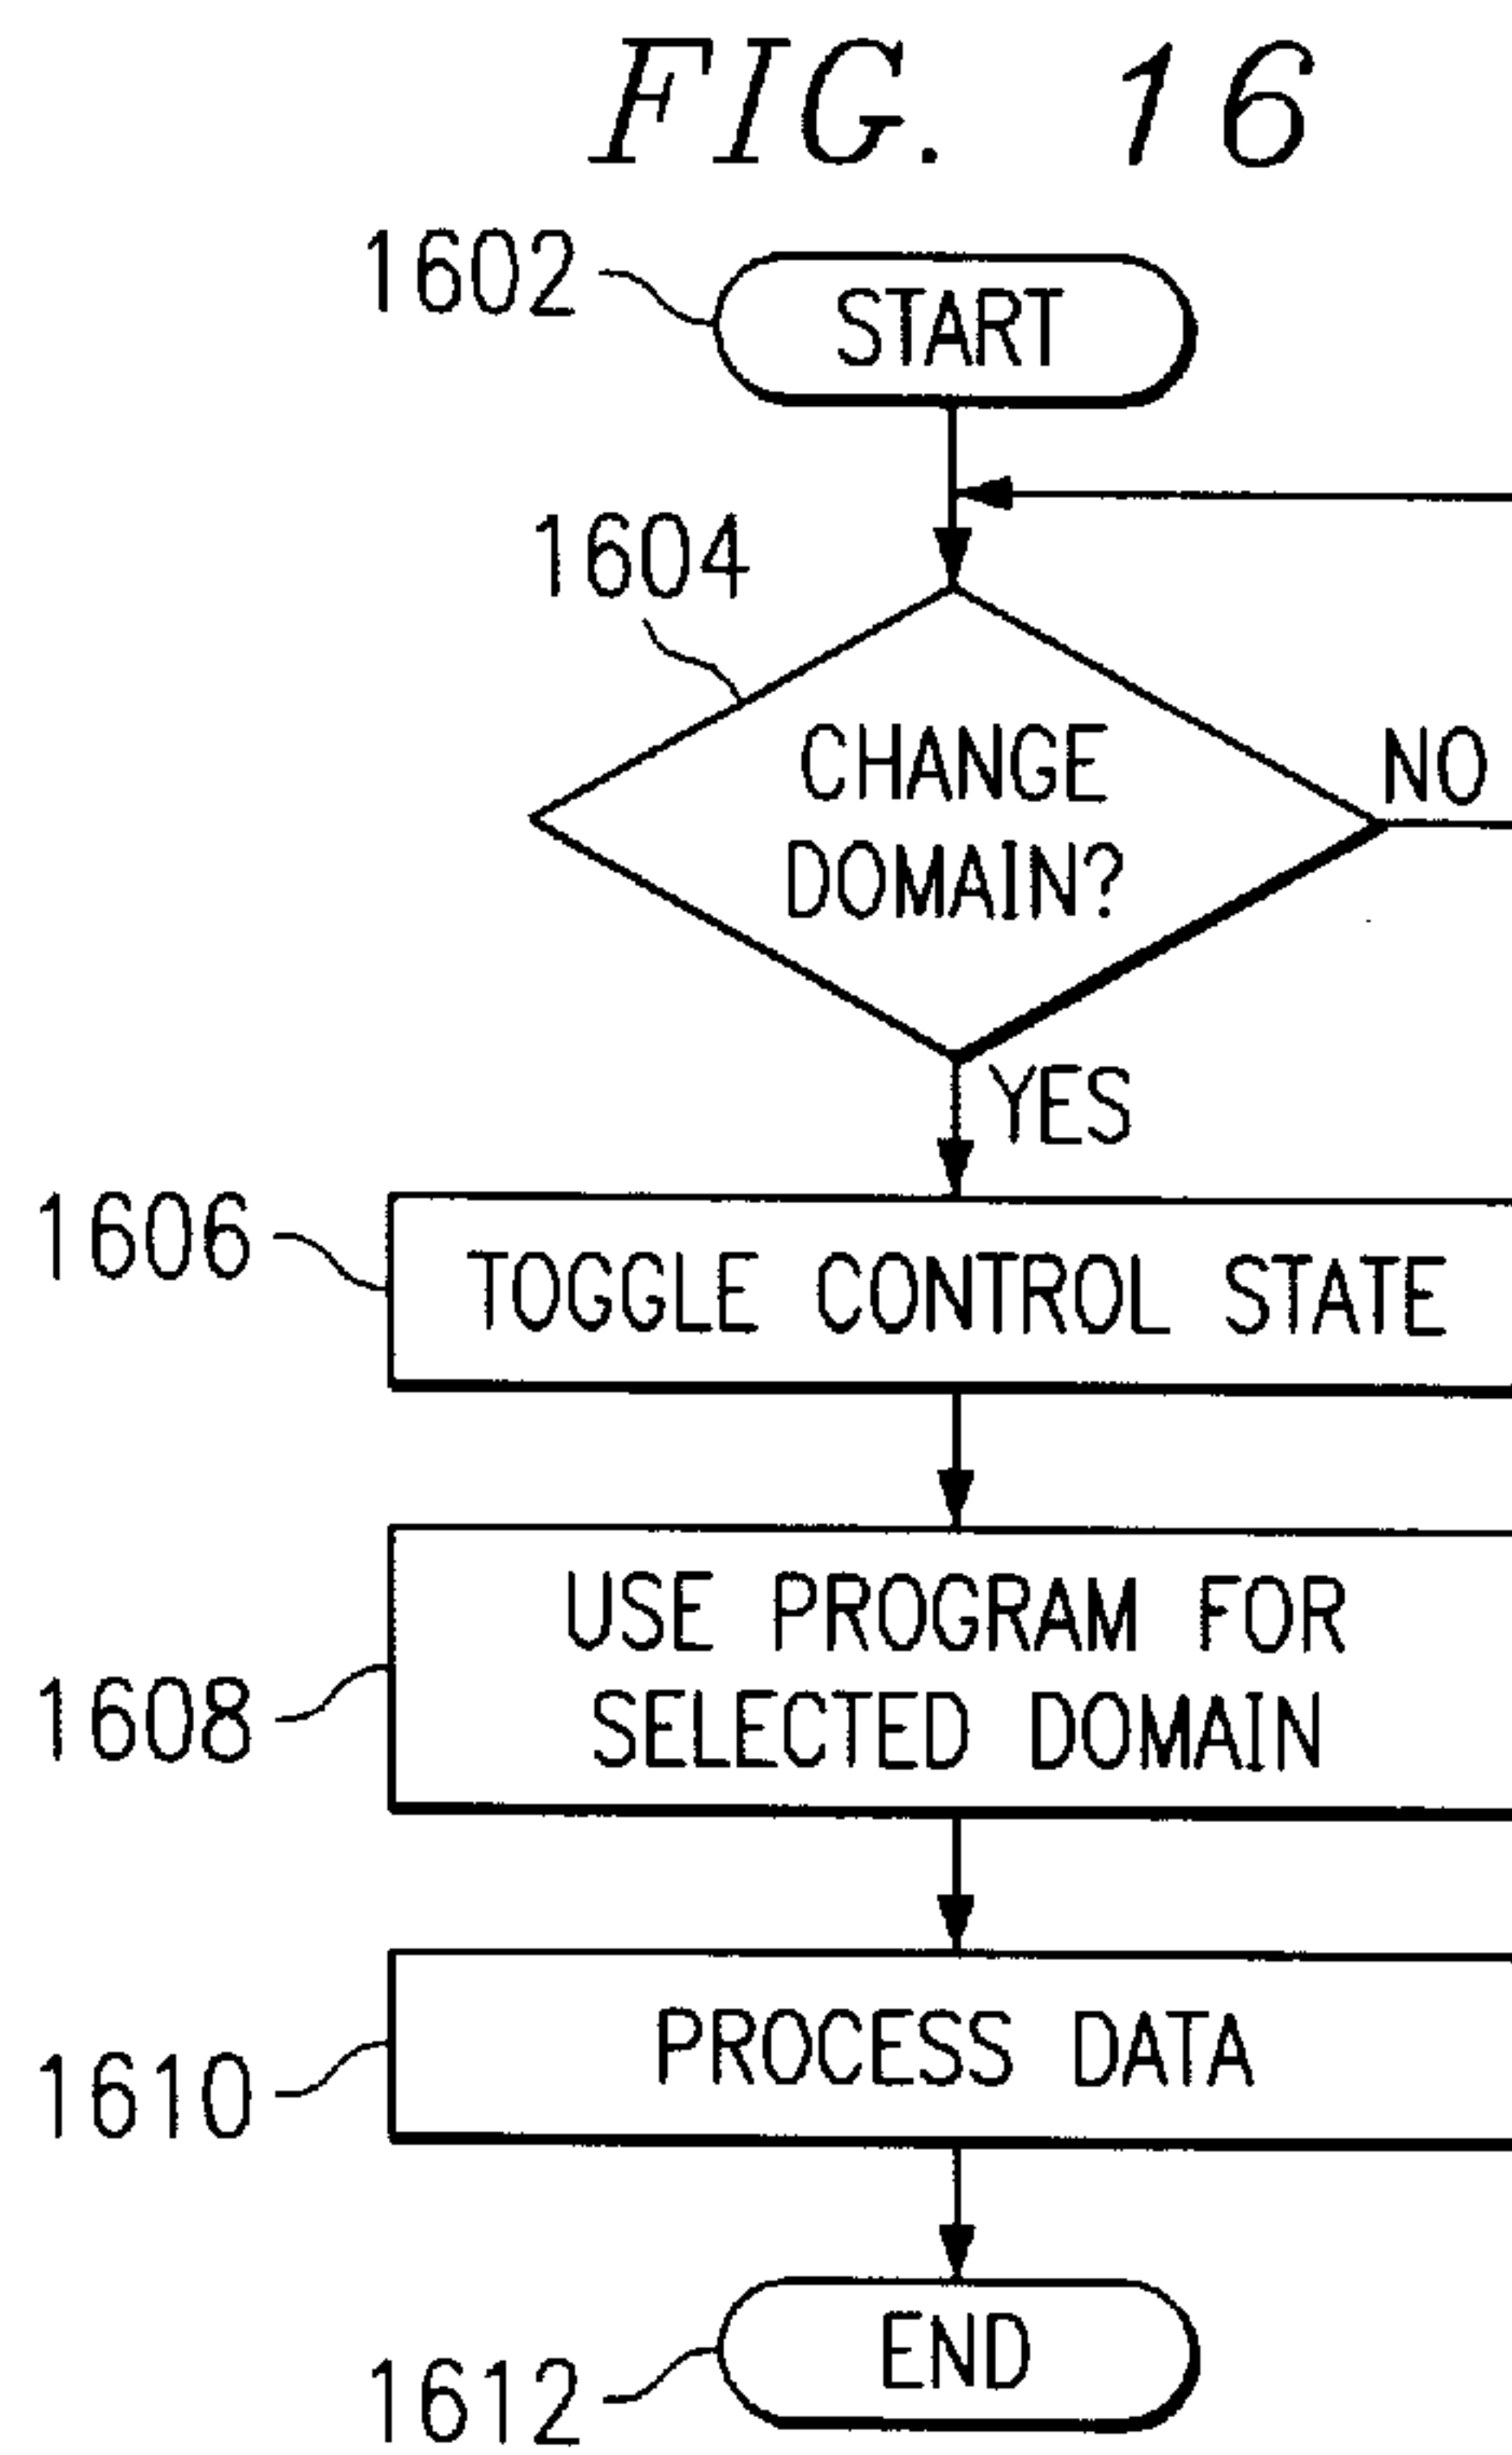 FIG. 16
1602
START
1604
CHANGE
DOMAIN?
NO
YES
1606
TOGGLE CONTROL STATE
1608
USE PROGRAM FOR
SELECTED DOMAIN
1610
PROCESS DATA
1612
END